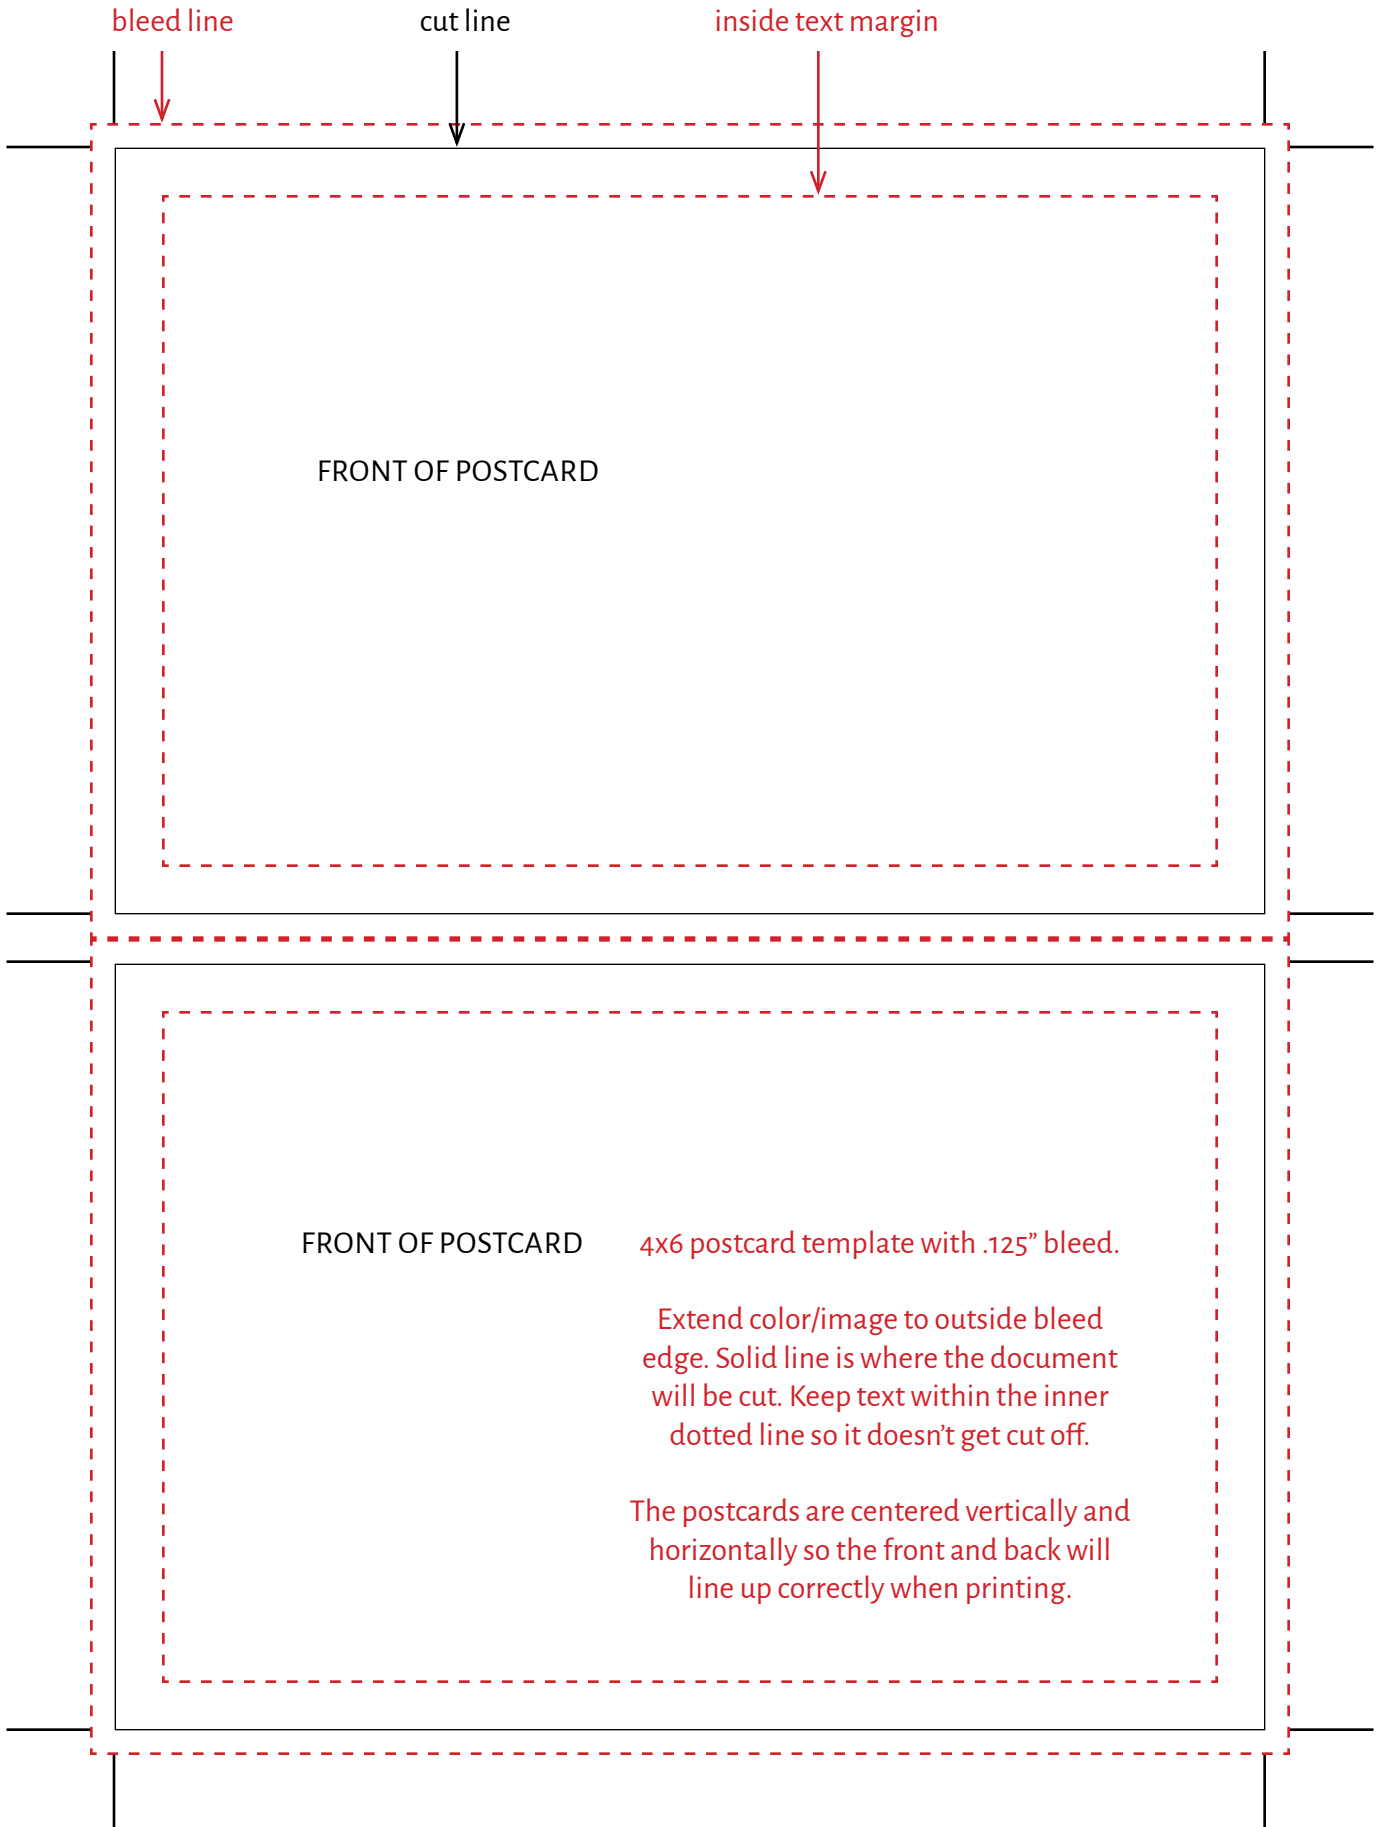 bleed line
cut line
inside text margin
FRONT OF POSTCARD
FRONT OF POSTCARD
4x6 postcard template with .125” bleed.
Extend color/image to outside bleed
edge. Solid line is where the document
will be cut. Keep text within the inner
dotted line so it doesn’t get cut off.
The postcards are centered vertically and
horizontally so the front and back will
line up correctly when printing.